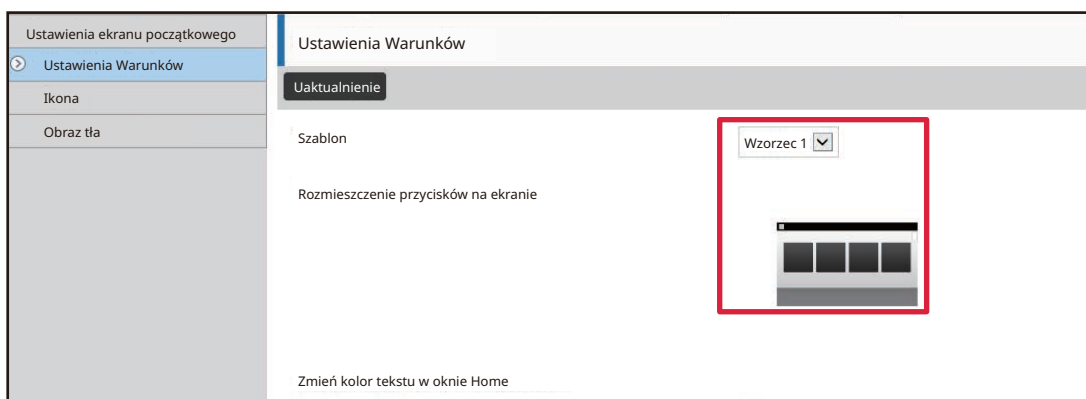 Ustawienia ekranu początkowego
Ustawienia Warunków
Ikona
Obraz tła
Ustawienia Warunków
Uaktualnienie
Szablon
Wzorzec 1
Rozmieszczenie przycisków na ekranie
Zmień kolor tekstu w oknie Home